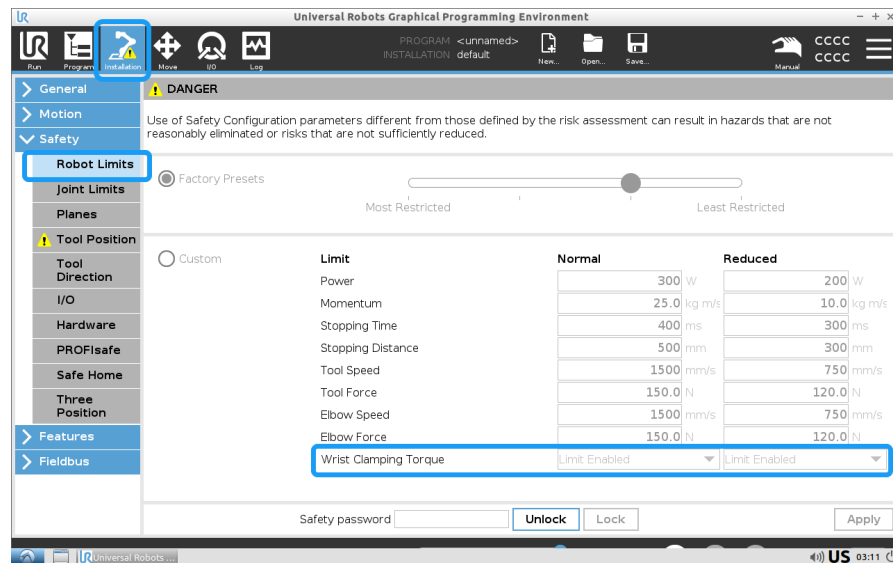 UR
Universal Robots Graphical Programming Environment
UR
Run
Program
Installation
Move
I/O
Log
PROGRAM <unnamed>
INSTALLATION default
New...
Open...
Save...
Manual
CCCC
CCCC
General
Motion
Safety
Robot Limits
Joint Limits
Planes
Tool Position
Tool
Direction
I/O
Hardware
PROFIsafe
Safe Home
Three
Position
Features
Fieldbus
DANGER
Use of Safety Configuration parameters different from those defined by the risk assessment can result in hazards that are not
reasonably eliminated or risks that are not sufficiently reduced.
Factory Presets
Most Restricted Least Restricted
Custom Limit Normal Reduced
Power 300 W 200 W
Momentum 25.0 kg m/s 10.0 kg m/s
Stopping Time 400 ms 300 ms
Stopping Distance 500 mm 300 mm
Tool Speed 1500 mm/s 750 mm/s
Tool Force 150.0 N 120.0 N
Elbow Speed 1500 mm/s 750 mm/s
Elbow Force 150.0 N 120.0 N
Wrist Clamping Torque Limit Enabled Limit Enabled
Safety password Unlock Lock Apply
UR Universal Robots ... US 03:11